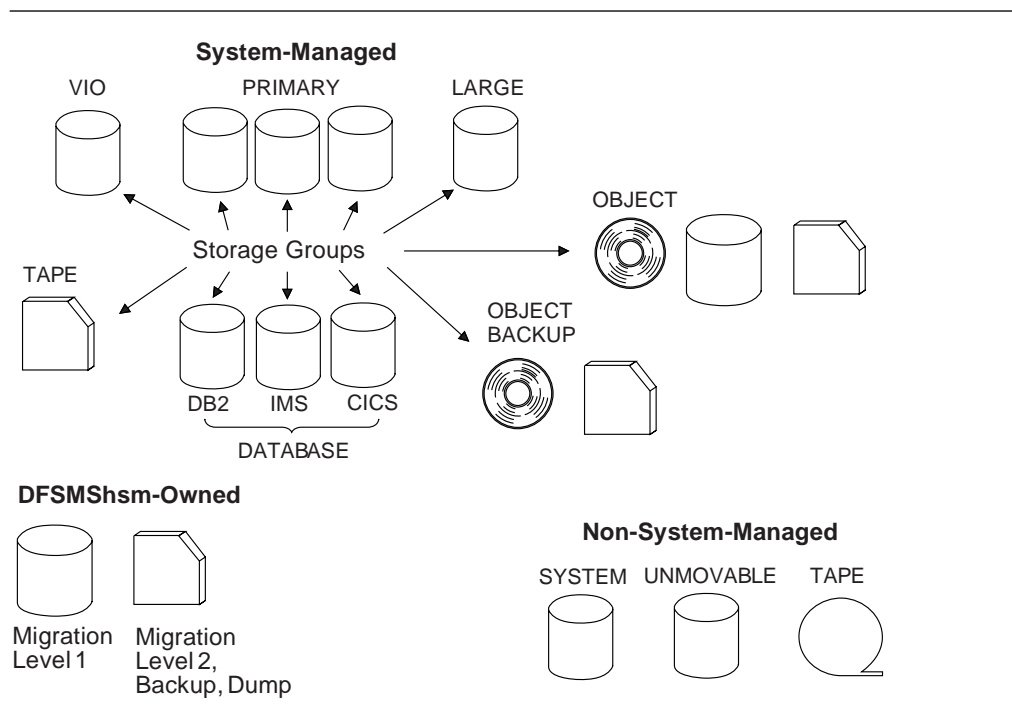 System-Managed
VIO
PRIMARY
LARGE
OBJECT
Storage Groups
TAPE
OBJECT
BACKUP
DB2
IMS
CICS
DATABASE
DFSMShsm-Owned
Migration
Level 1
Migration
Level 2,
Backup, Dump
Non-System-Managed
SYSTEM
UNMOVABLE
TAPE